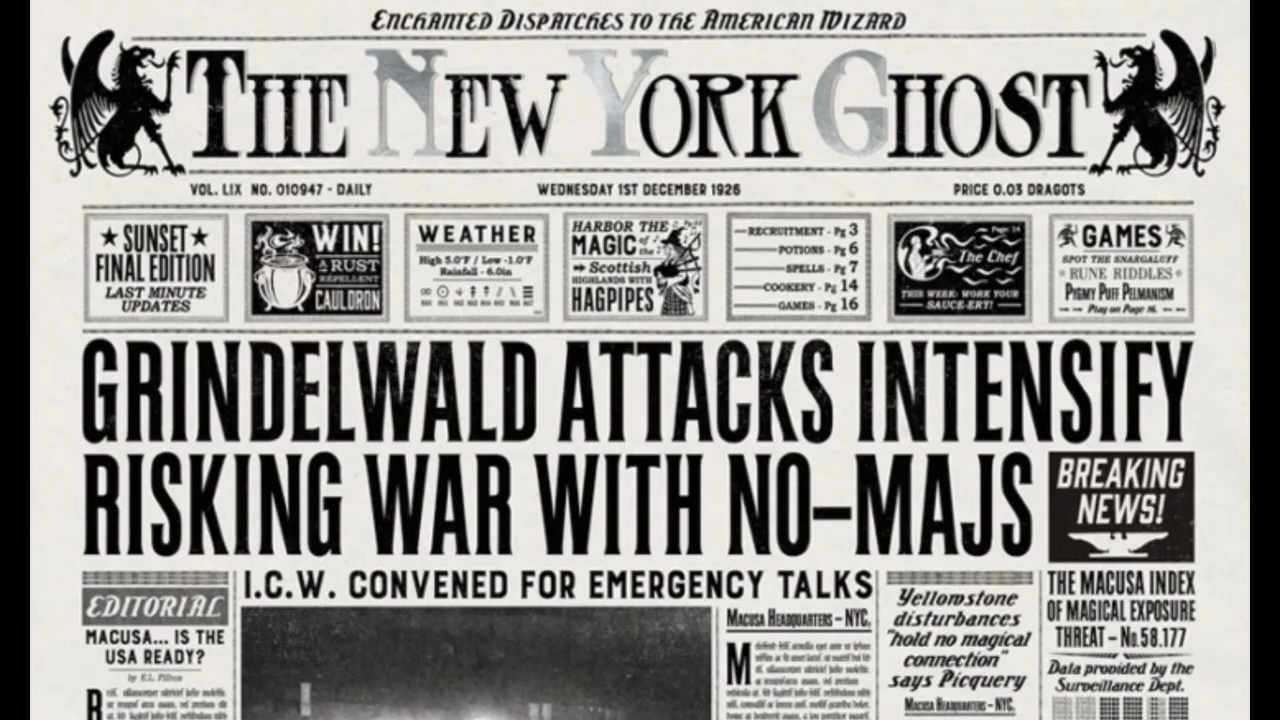 ENCHANTED DISPATCHES TO THE AMERICAN WIZARD
THE NEW YORK GHOST
VOL. LIX NO. 010947 - DAILY
WEDNESDAY 1ST DECEMBER 1926
PRICE 0.03 DRAGOTS
SUNSET
FINAL EDITION
LAST MINUTE
UPDATES
WIN!
A RUST
REPELLENT
CAULDRON
WEATHER
High 5.0°F / Low -1.0°F
Rainfall - 6.0in
HARBOR THE
MAGIC of the
Scottish
HIGHLANDS WITH
HAGPIPES
RECRUITMENT - Pg 3
POTIONS - Pg 6
SPELLS - Pg 7
COOKERY - Pg 14
GAMES - Pg 16
Page 14
The Chef
THIS WEEK: WORK YOUR
SAUCE-ERY!
GAMES
SPOT THE SNARGALUFF
RUNE RIDDLES
PYGMY PUFF PELMANISM
Play on Page 16.
GRINDELWALD ATTACKS INTENSIFY
RISKING WAR WITH NO-MAJS
BREAKING
NEWS!
EDITORIAL
MACUSA... IS THE
USA READY?
I.C.W. CONVENED FOR EMERGENCY TALKS
MACUSA HEADQUARTERS – NYC.
Yellowstone
disturbances
"hold no magical
connection"
says Picquery
MACUSA HEADQUARTERS – NYC.
THE MACUSA INDEX
OF MAGICAL EXPOSURE
THREAT – No.58.177
Data provided by the
Surveillance Dept.